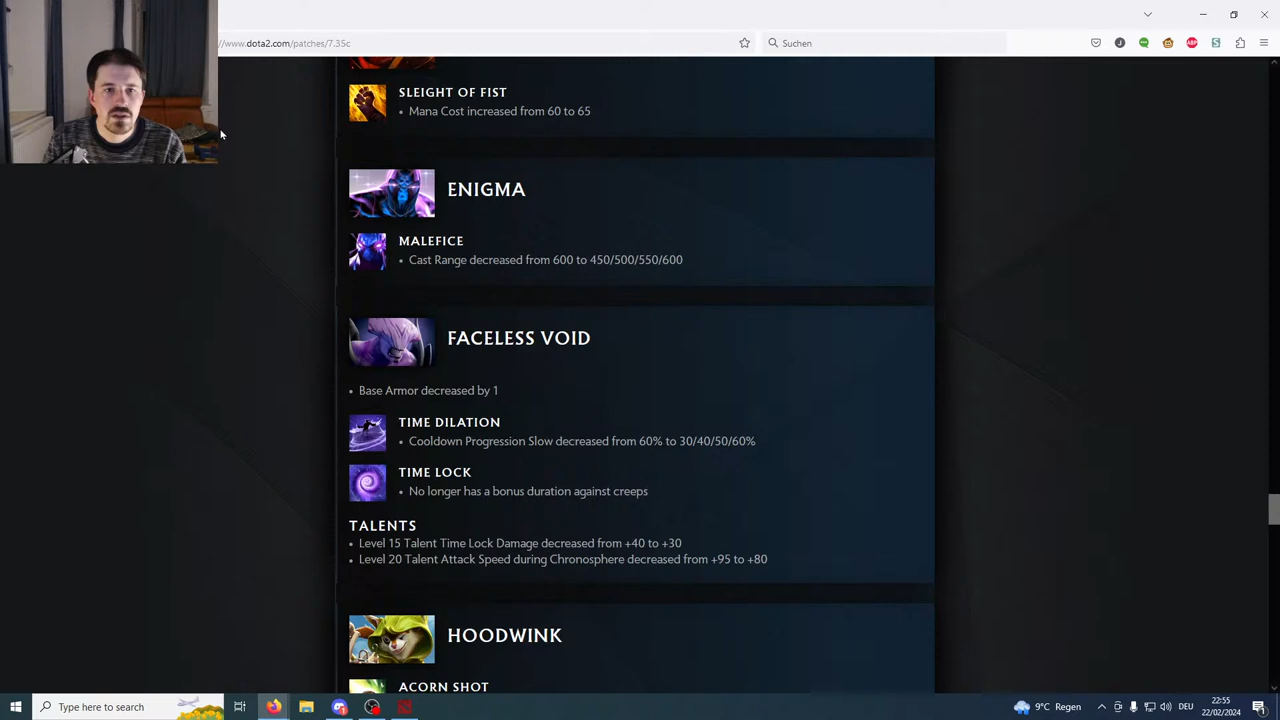 www.dota2.com/patches/7.35c
Suchen
SLEIGHT OF FIST
• Mana Cost increased from 60 to 65
ENIGMA
MALEFICE
• Cast Range decreased from 600 to 450/500/550/600
FACELESS VOID
• Base Armor decreased by 1
TIME DILATION
• Cooldown Progression Slow decreased from 60% to 30/40/50/60%
TIME LOCK
• No longer has a bonus duration against creeps
TALENTS
• Level 15 Talent Time Lock Damage decreased from +40 to +30
• Level 20 Talent Attack Speed during Chronosphere decreased from +95 to +80
HOODWINK
ACORN SHOT
Type here to search
9°C Regen
DEU
22:55
22/02/2024